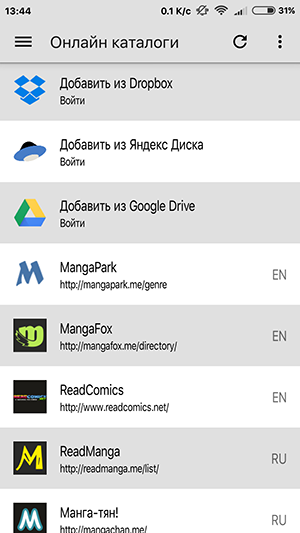 13:44 0.1 K/c 31%
Онлайн каталоги
Добавить из Dropbox
Войти
Добавить из Яндекс Диска
Войти
Добавить из Google Drive
Войти
MangaPark EN
http://mangapark.me/genre
MangaFox EN
http://mangafox.me/directory/
ReadComics EN
http://www.readcomics.net/
ReadManga RU
http://readmanga.me/list/
Манга-тян! RU
http://mangachan.me/